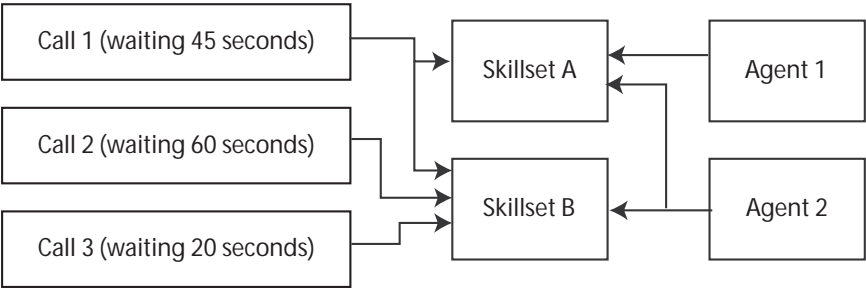 Call 1 (waiting 45 seconds)
Skillset A
Agent 1
Call 2 (waiting 60 seconds)
Skillset B
Agent 2
Call 3 (waiting 20 seconds)